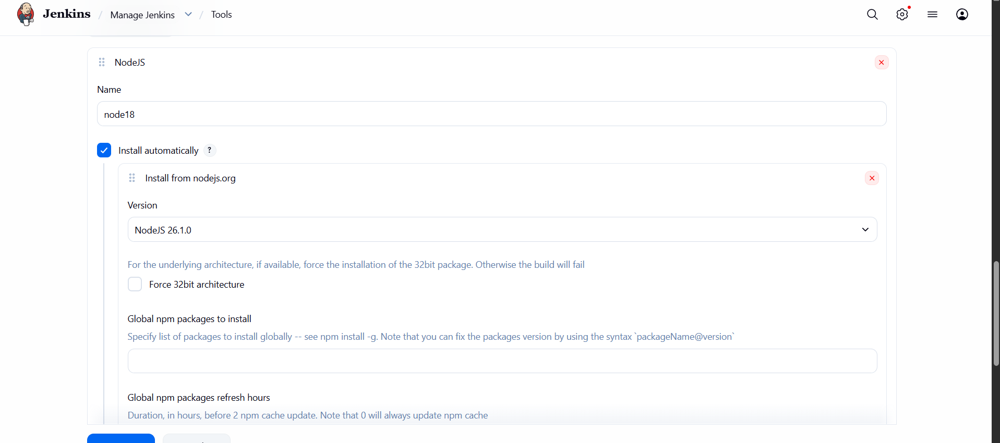 Jenkins / Manage Jenkins / Tools
NodeJS
Name
node18
Install automatically ?
Install from nodejs.org
Version
NodeJS 26.1.0
For the underlying architecture, if available, force the installation of the 32bit package. Otherwise the build will fail
Force 32bit architecture
Global npm packages to install
Specify list of packages to install globally -- see npm install -g. Note that you can fix the packages version by using the syntax `packageName@version`
Global npm packages refresh hours
Duration, in hours, before 2 npm cache update. Note that 0 will always update npm cache